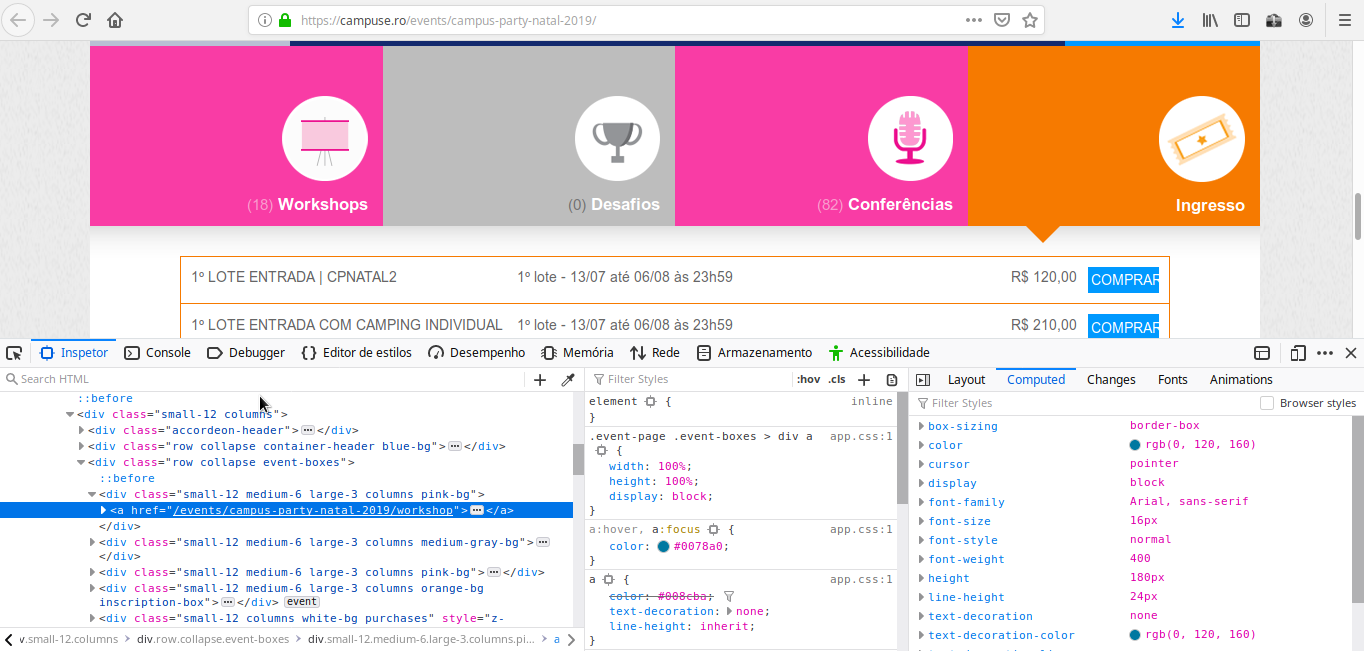 https://campuse.ro/events/campus-party-natal-2019/
(18) Workshops
(0) Desafios
(82) Conferências
Ingresso
1º LOTE ENTRADA | CPNATAL2 1º lote - 13/07 até 06/08 às 23h59 R$ 120,00 COMPRAR
1º LOTE ENTRADA COM CAMPING INDIVIDUAL 1º lote - 13/07 até 06/08 às 23h59 R$ 210,00 COMPRAR
Inspetor Console Debugger Editor de estilos Desempenho Memória Rede Armazenamento Acessibilidade
Search HTML
::before
<div class="small-12 columns">
<div class="accordeon-header"></div>
<div class="row collapse container-header blue-bg"></div>
<div class="row collapse event-boxes">
::before
<div class="small-12 medium-6 large-3 columns pink-bg">
<a href="/events/campus-party-natal-2019/workshop"></a>
</div>
<div class="small-12 medium-6 large-3 columns medium-gray-bg">
</div>
<div class="small-12 medium-6 large-3 columns pink-bg"></div>
<div class="small-12 medium-6 large-3 columns orange-bg
inscription-box"></div> event
<div class="small-12 columns white-bg purchases" style="z-
v.small-12.columns div.row.collapse.event-boxes div.small-12.medium-6.large-3.columns.pi... a
Filter Styles :hov .cls
element { inline
}
.event-page .event-boxes > div a app.css:1
{
width: 100%;
height: 100%;
display: block;
}
a:hover, a:focus { app.css:1
color: #0078a0;
}
a { app.css:1
color: #008cba;
text-decoration: none;
line-height: inherit;
}
Layout Computed Changes Fonts Animations
Filter Styles Browser styles
box-sizing border-box
color rgb(0, 120, 160)
cursor pointer
display block
font-family Arial, sans-serif
font-size 16px
font-style normal
font-weight 400
height 180px
line-height 24px
text-decoration none
text-decoration-color rgb(0, 120, 160)